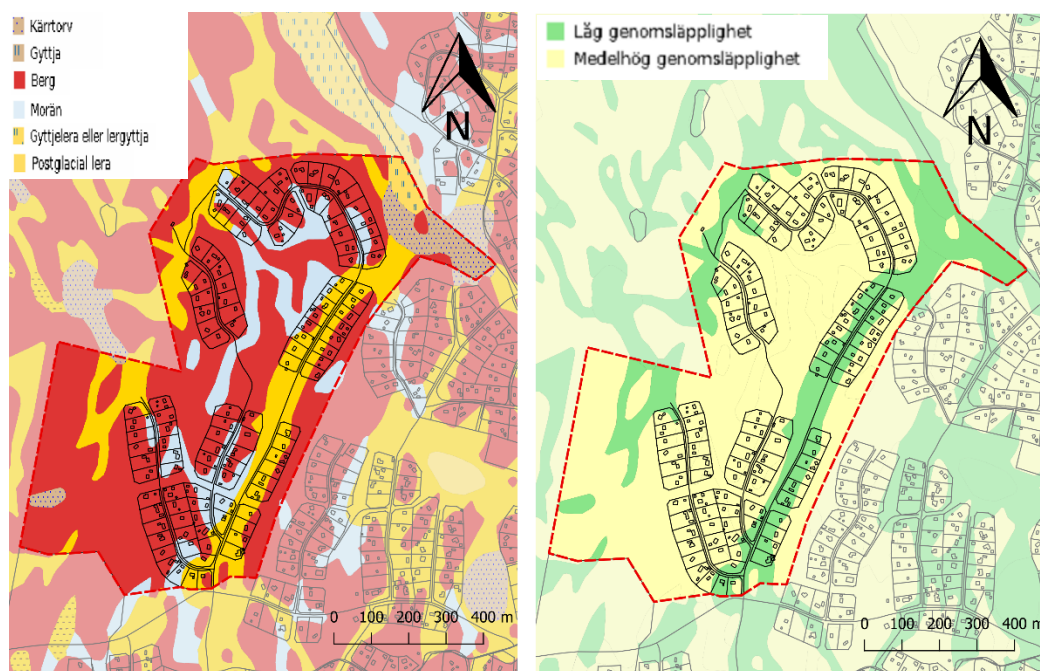 Kärrtorv
Gyttja
Berg
Morän
Gyttjelera eller lergyttja
Postglacial lera
N
0 100 200 300 400 m
Låg genomsläpplighet
Medelhög genomsläpplighet
N
0 100 200 300 400 m